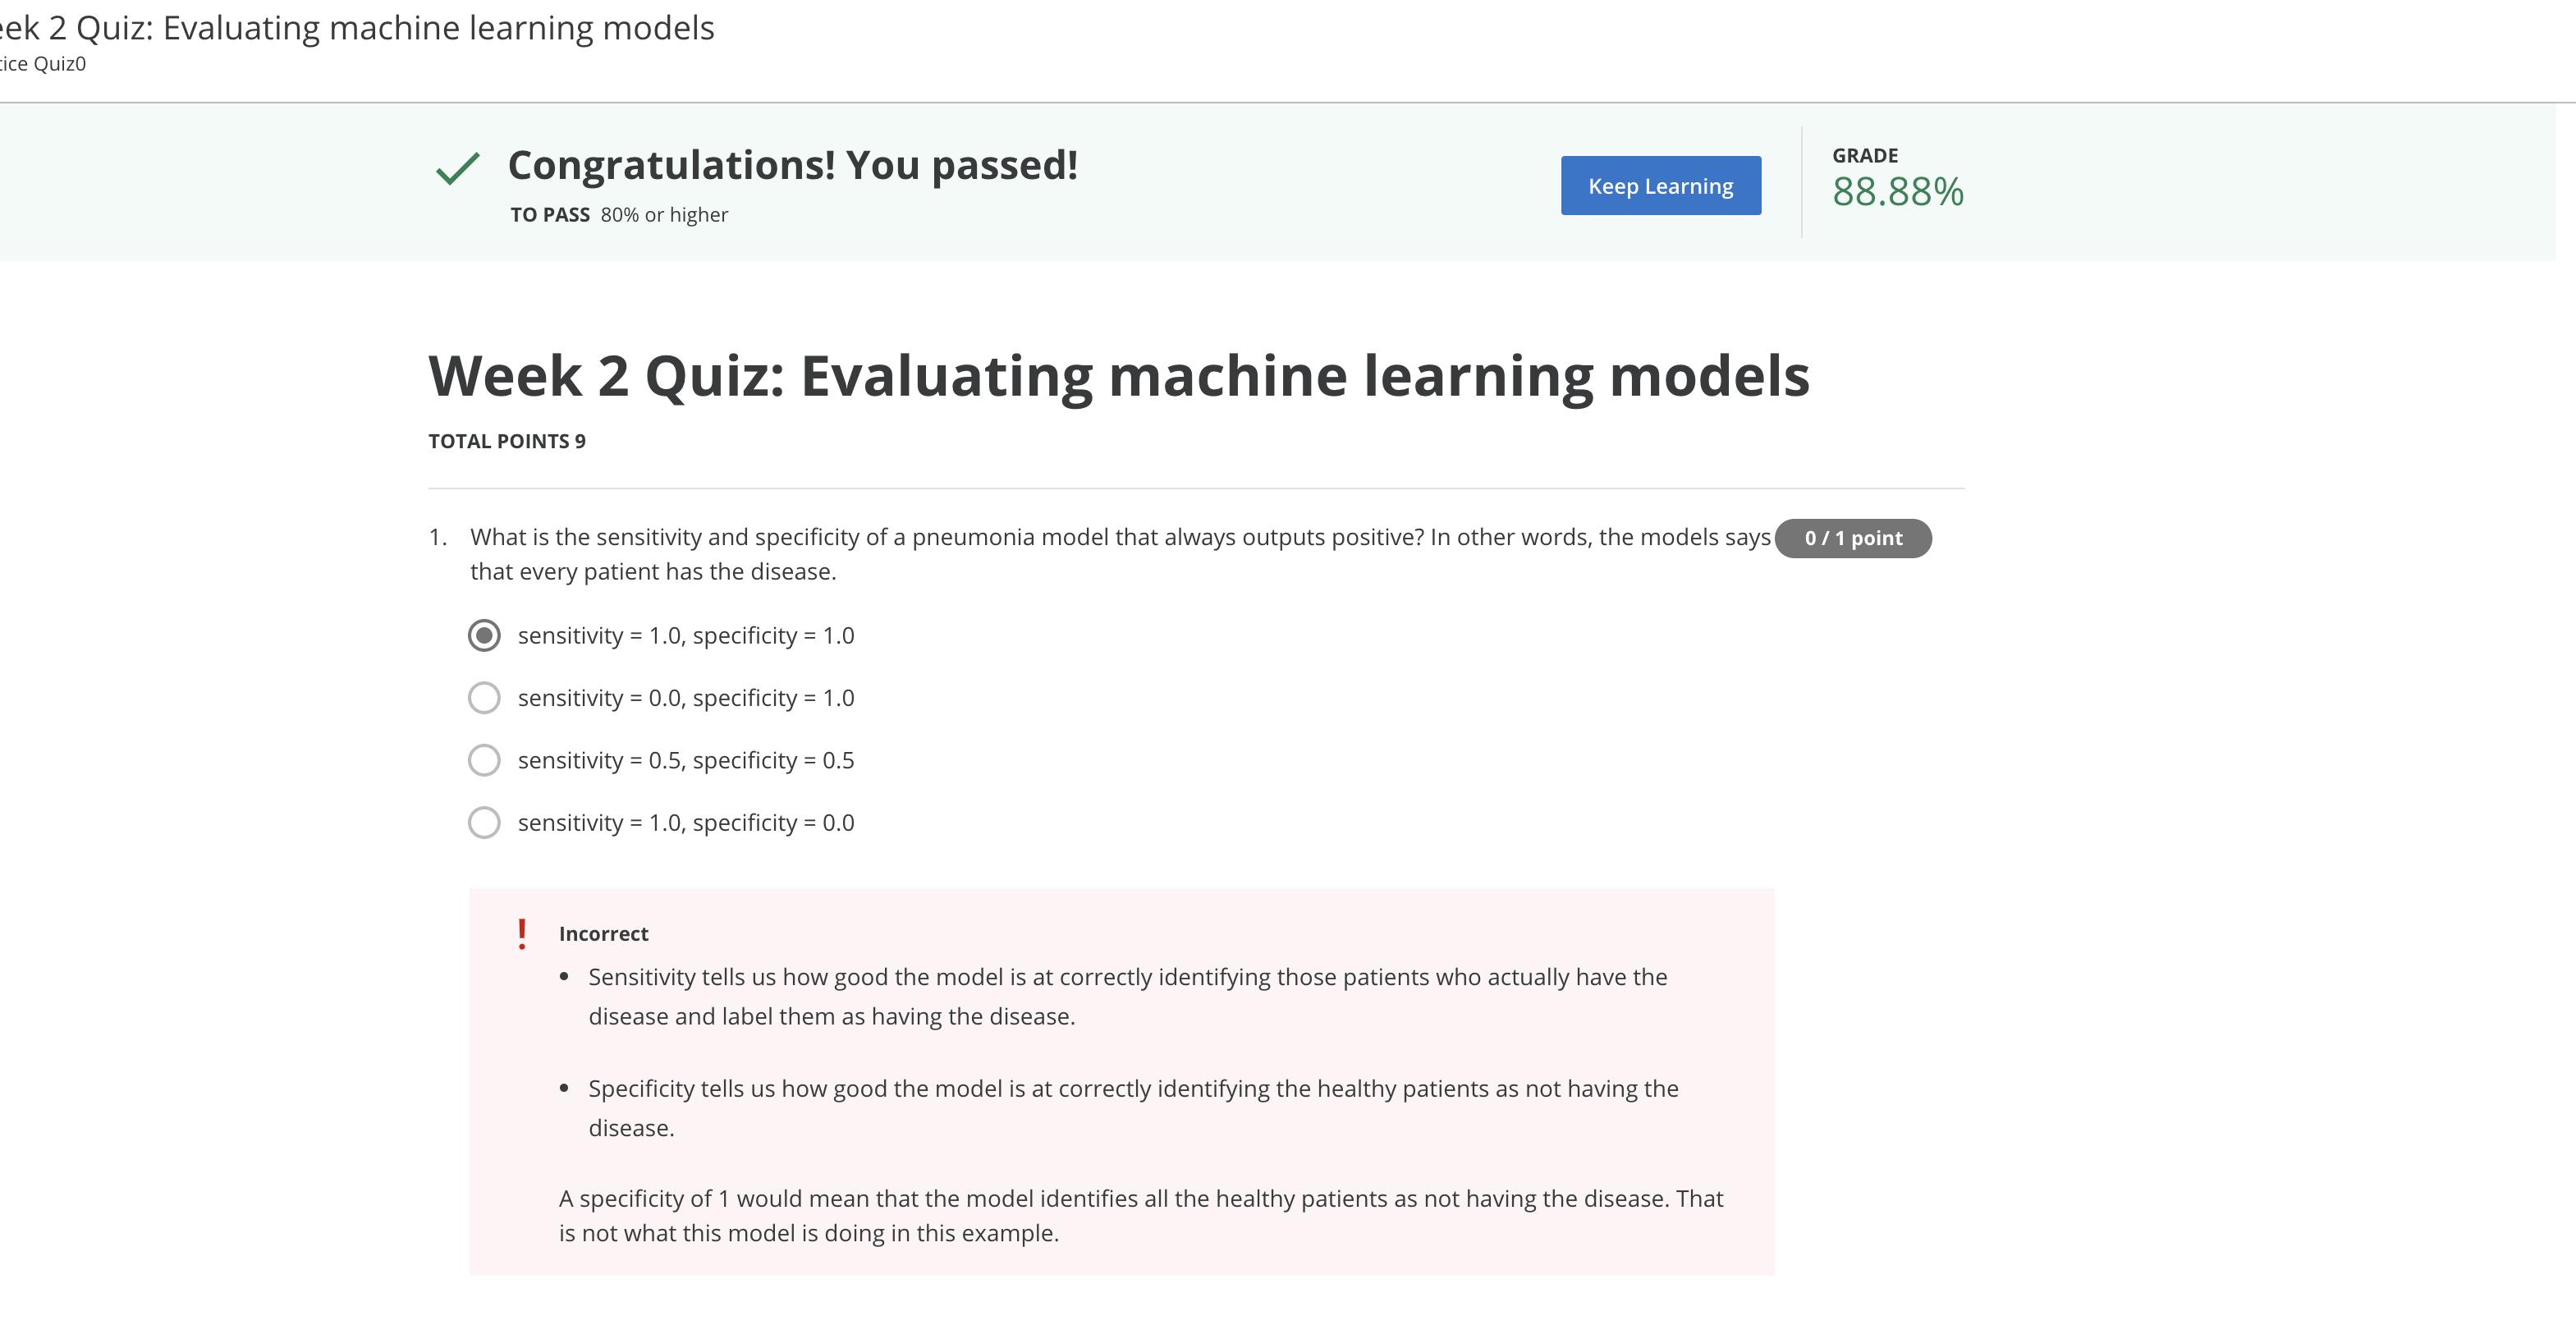 ek 2 Quiz: Evaluating machine learning models
tice Quiz0
Congratulations! You passed!
TO PASS 80% or higher
Keep Learning
GRADE
88.88%
Week 2 Quiz: Evaluating machine learning models
TOTAL POINTS 9
1. What is the sensitivity and specificity of a pneumonia model that always outputs positive? In other words, the models says 0 / 1 point
that every patient has the disease.
sensitivity = 1.0, specificity = 1.0
sensitivity = 0.0, specificity = 1.0
sensitivity = 0.5, specificity = 0.5
sensitivity = 1.0, specificity = 0.0
! Incorrect
• Sensitivity tells us how good the model is at correctly identifying those patients who actually have the
disease and label them as having the disease.
• Specificity tells us how good the model is at correctly identifying the healthy patients as not having the
disease.
A specificity of 1 would mean that the model identifies all the healthy patients as not having the disease. That
is not what this model is doing in this example.